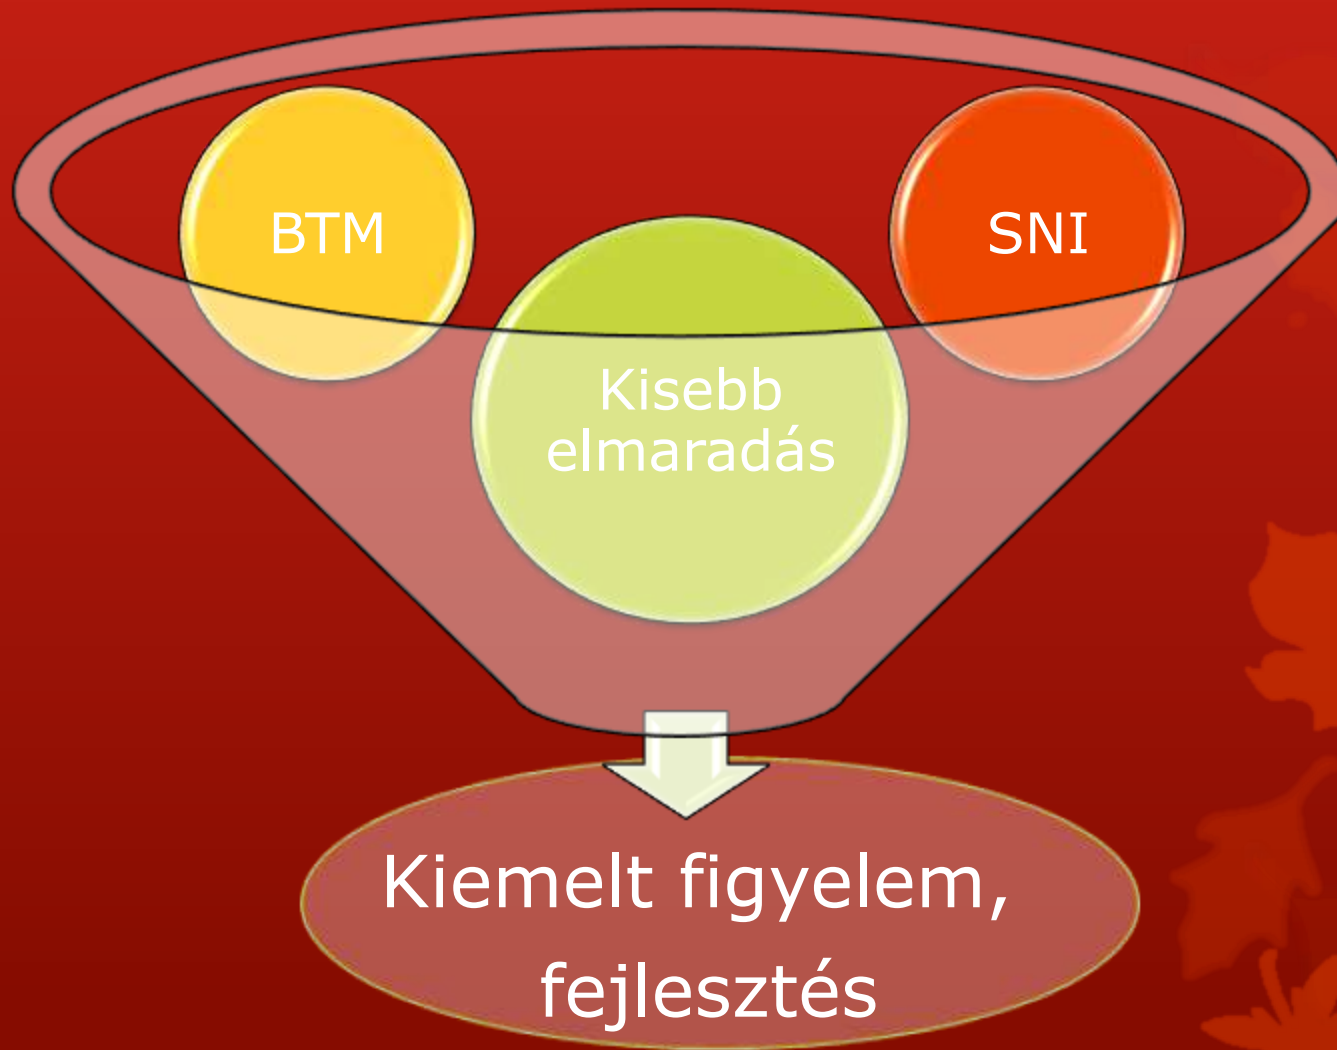 BTM
SNI
Kisebb
elmaradás
Kiemelt figyelem,
fejlesztés